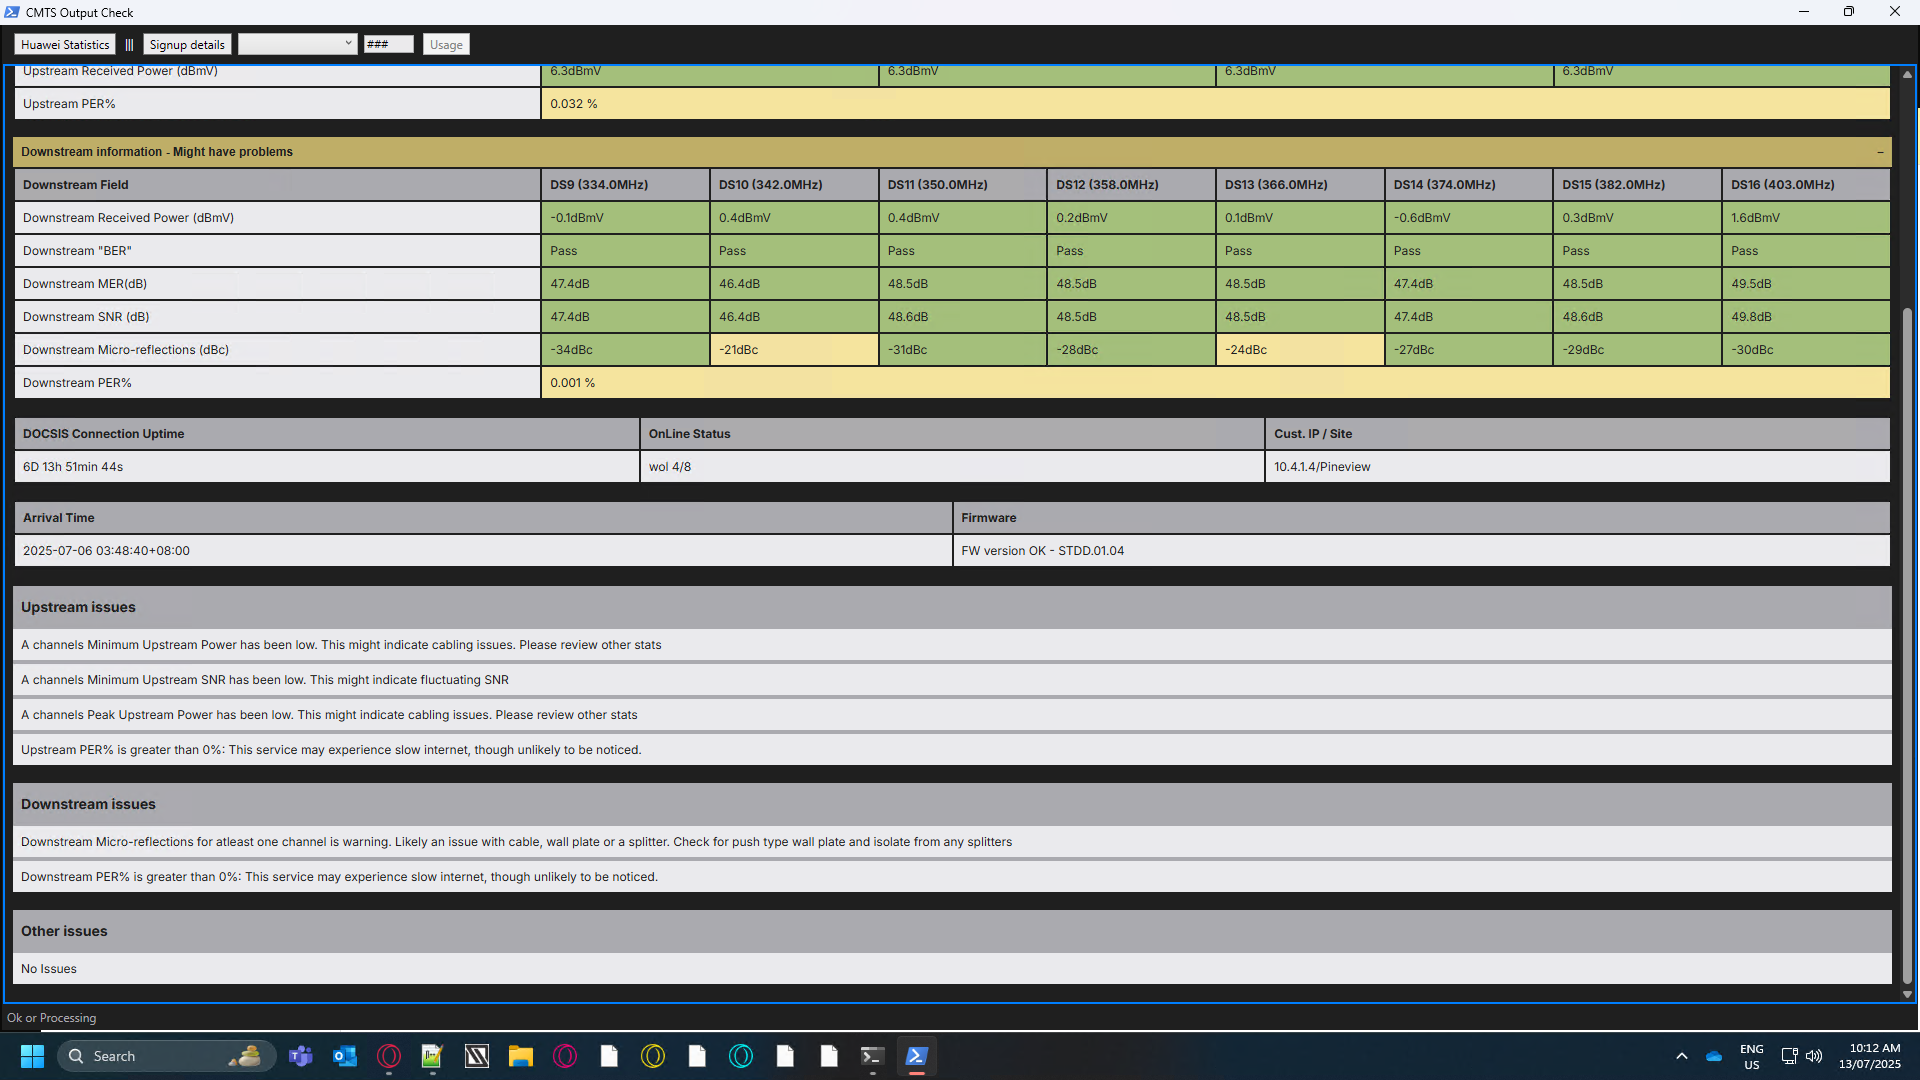 CMTS Output Check
Huawei Statistics ||| Signup details ### Usage
Upstream Received Power (dBmV) 6.3dBmV 6.3dBmV 6.3dBmV 6.3dBmV
Upstream PER% 0.032 %
Downstream information - Might have problems –
Downstream Field DS9 (334.0MHz) DS10 (342.0MHz) DS11 (350.0MHz) DS12 (358.0MHz) DS13 (366.0MHz) DS14 (374.0MHz) DS15 (382.0MHz) DS16 (403.0MHz)
Downstream Received Power (dBmV) -0.1dBmV 0.4dBmV 0.4dBmV 0.2dBmV 0.1dBmV -0.6dBmV 0.3dBmV 1.6dBmV
Downstream "BER" Pass Pass Pass Pass Pass Pass Pass Pass
Downstream MER(dB) 47.4dB 46.4dB 48.5dB 48.5dB 48.5dB 47.4dB 48.5dB 49.5dB
Downstream SNR (dB) 47.4dB 46.4dB 48.6dB 48.5dB 48.5dB 47.4dB 48.6dB 49.8dB
Downstream Micro-reflections (dBc) -34dBc -21dBc -31dBc -28dBc -24dBc -27dBc -29dBc -30dBc
Downstream PER% 0.001 %
DOCSIS Connection Uptime OnLine Status Cust. IP / Site
6D 13h 51min 44s wol 4/8 10.4.1.4/Pineview
Arrival Time Firmware
2025-07-06 03:48:40+08:00 FW version OK - STDD.01.04
Upstream issues
A channels Minimum Upstream Power has been low. This might indicate cabling issues. Please review other stats
A channels Minimum Upstream SNR has been low. This might indicate fluctuating SNR
A channels Peak Upstream Power has been low. This might indicate cabling issues. Please review other stats
Upstream PER% is greater than 0%: This service may experience slow internet, though unlikely to be noticed.
Downstream issues
Downstream Micro-reflections for atleast one channel is warning. Likely an issue with cable, wall plate or a splitter. Check for push type wall plate and isolate from any splitters
Downstream PER% is greater than 0%: This service may experience slow internet, though unlikely to be noticed.
Other issues
No Issues
Ok or Processing
Search
ENG
US
10:12 AM
13/07/2025